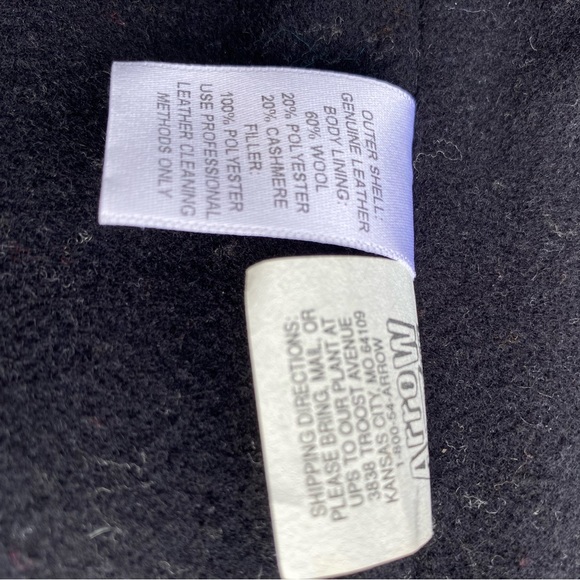 OUTER SHELL:
GENUINE LEATHER
BODY LINING:
60% WOOL
20% POLYESTER
20% CASHMERE
FILLER
100% POLYESTER
USE PROFESSIONAL
LEATHER CLEANING
METHODS ONLY
ARROW
1-800-54-ARROW
KANSAS CITY, MO 64109
3838 TROOST AVENUE
UPS TO OUR PLANT AT
PLEASE BRING, MAIL, OR
SHIPPING DIRECTIONS: